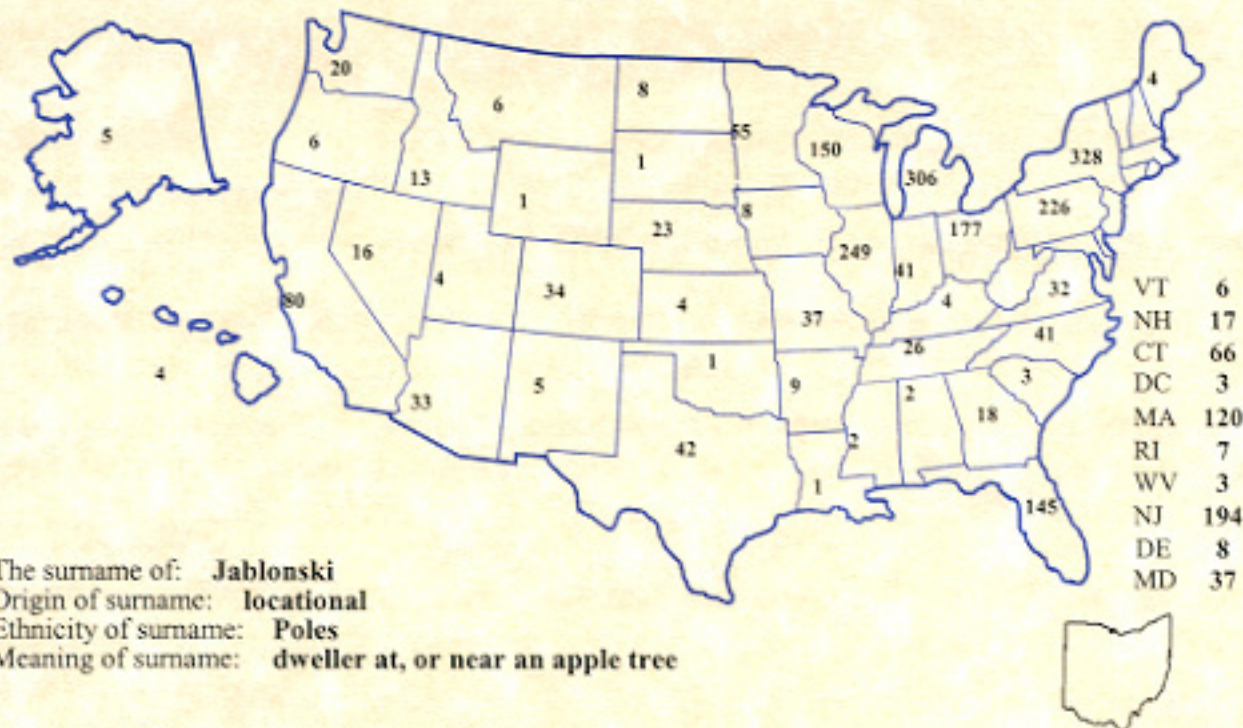 20
6
8
4
5
55
6
150
328
13
1
306
1
8
226
23
177
16
249
4
41
32
80
34
4
4
37
41
26
4
1
3
33
5
9
2
18
42
2
1
145
VT 6
NH 17
CT 66
DC 3
MA 120
RI 7
WV 3
NJ 194
DE 8
MD 37
The surname of: Jablonski
Origin of surname: locational
Ethnicity of surname: Poles
Meaning of surname: dweller at, or near an apple tree